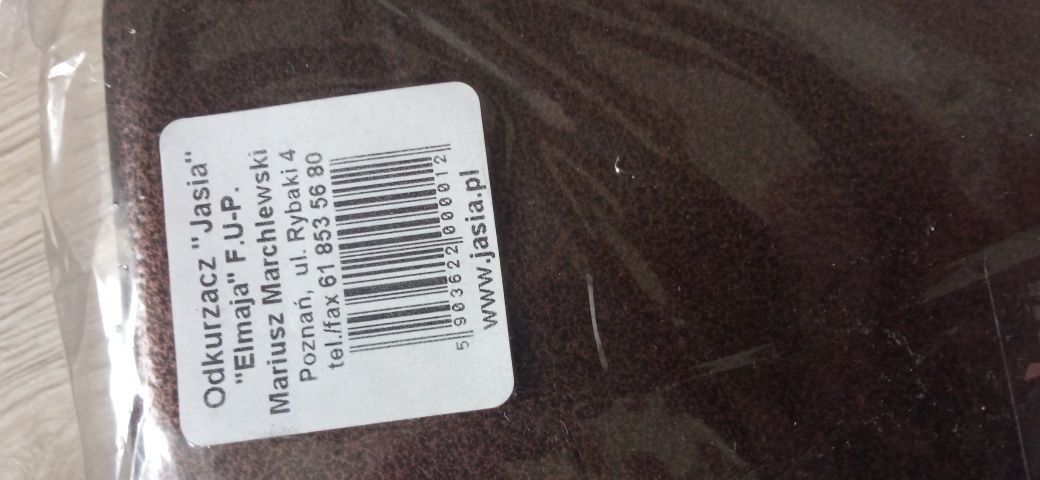 Odkurzacz "Jasia"
"Elmaja" F.U-P.
Mariusz Marchlewski
Poznań, ul. Rybaki 4
tel./fax 61 853 56 80
5 903622 000012
www.jasia.pl